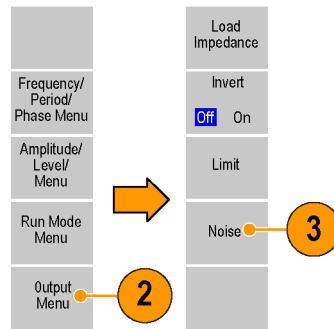 Frequency/
Period/
Phase Menu
Amplitude/
Level/
Menu
Run Mode
Menu
Output
Menu
2
Load
Impedance
Invert
Off On
Limit
Noise
3